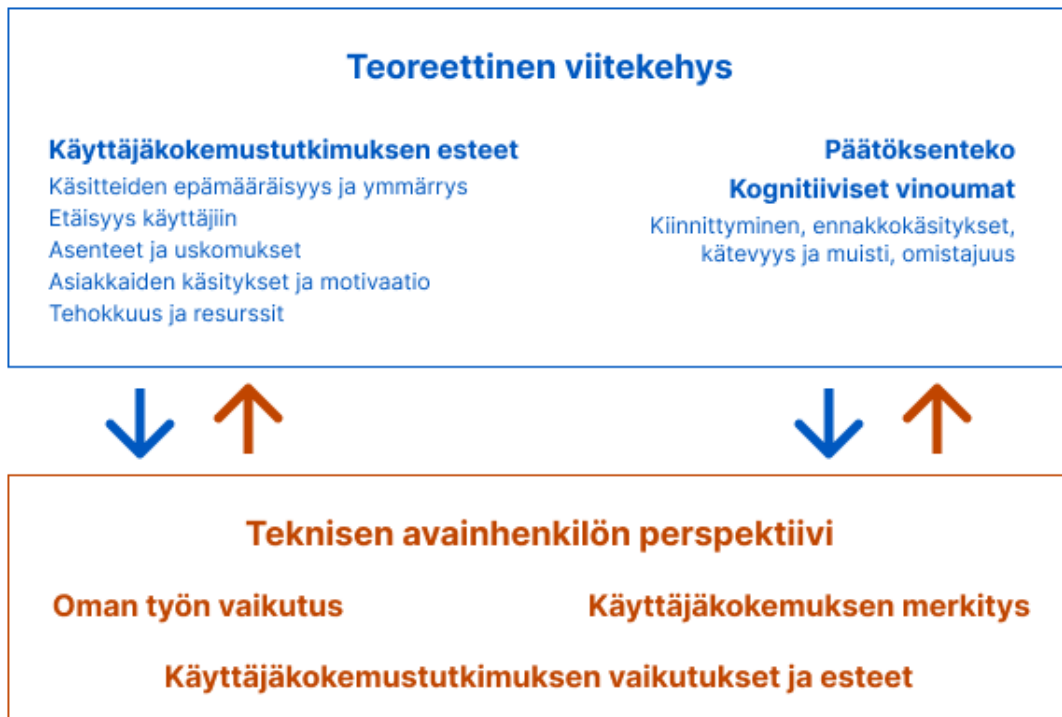 Teoreettinen viitekehys
Käyttäjäkokemustutkimuksen esteet
Käsitteiden epämääräisyys ja ymmärrys
Etäisyys käyttäjiin
Asenteet ja uskomukset
Asiakkaiden käsitykset ja motivaatio
Tehokkuus ja resurssit
Päätöksenteko
Kognitiiviset vinoumat
Kiinnittyminen, ennakkokäsitykset,
kätevyys ja muisti, omistajuus
Teknisen avainhenkilön perspektiivi
Oman työn vaikutus
Käyttäjäkokemuksen merkitys
Käyttäjäkokemustutkimuksen vaikutukset ja esteet